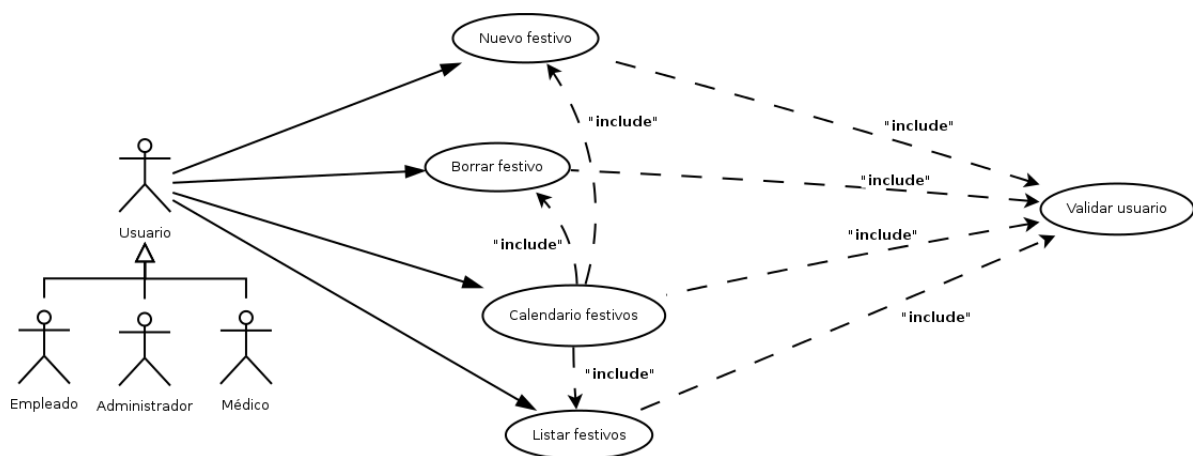 Nuevo festivo
"include"
"include"
Borrar festivo
"include"
Validar usuario
Usuario
"include"
"include"
Calendario festivos
"include"
"include"
Empleado
Administrador
Médico
Listar festivos